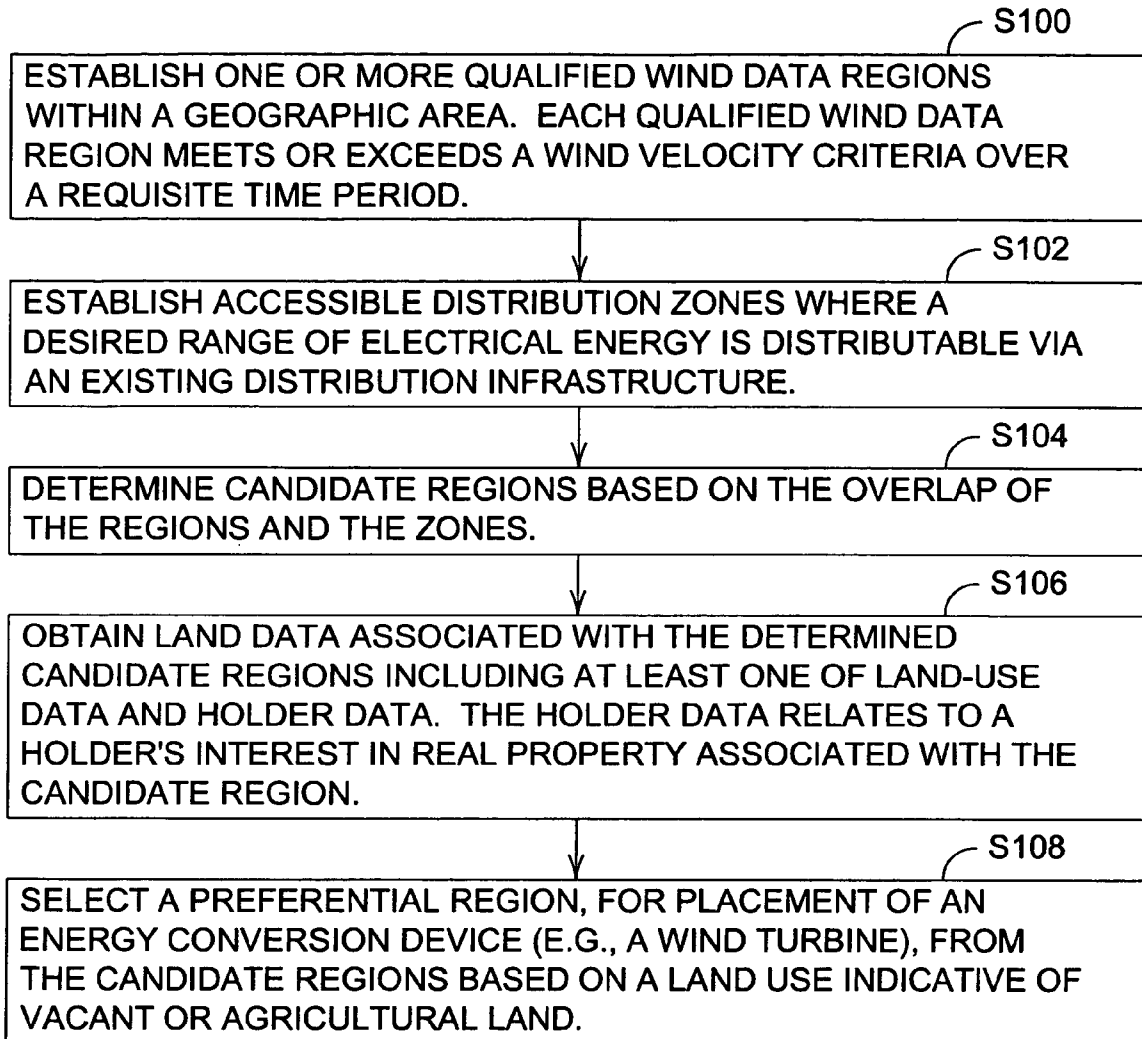 S100
ESTABLISH ONE OR MORE QUALIFIED WIND DATA REGIONS
WITHIN A GEOGRAPHIC AREA. EACH QUALIFIED WIND DATA
REGION MEETS OR EXCEEDS A WIND VELOCITY CRITERIA OVER
A REQUISITE TIME PERIOD.
S102
ESTABLISH ACCESSIBLE DISTRIBUTION ZONES WHERE A
DESIRED RANGE OF ELECTRICAL ENERGY IS DISTRIBUTABLE VIA
AN EXISTING DISTRIBUTION INFRASTRUCTURE.
S104
DETERMINE CANDIDATE REGIONS BASED ON THE OVERLAP OF
THE REGIONS AND THE ZONES.
S106
OBTAIN LAND DATA ASSOCIATED WITH THE DETERMINED
CANDIDATE REGIONS INCLUDING AT LEAST ONE OF LAND-USE
DATA AND HOLDER DATA. THE HOLDER DATA RELATES TO A
HOLDER'S INTEREST IN REAL PROPERTY ASSOCIATED WITH THE
CANDIDATE REGION.
S108
SELECT A PREFERENTIAL REGION, FOR PLACEMENT OF AN
ENERGY CONVERSION DEVICE (E.G., A WIND TURBINE), FROM
THE CANDIDATE REGIONS BASED ON A LAND USE INDICATIVE OF
VACANT OR AGRICULTURAL LAND.